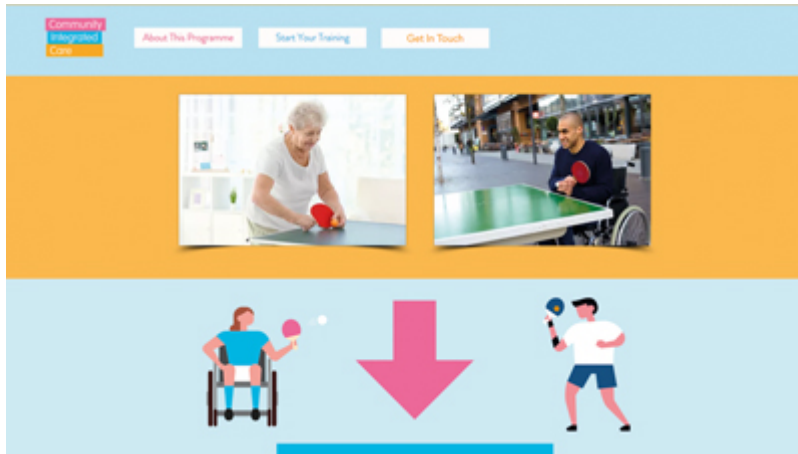 Community
Integrated
Care
About This Programme
Start Your Training
Get In Touch